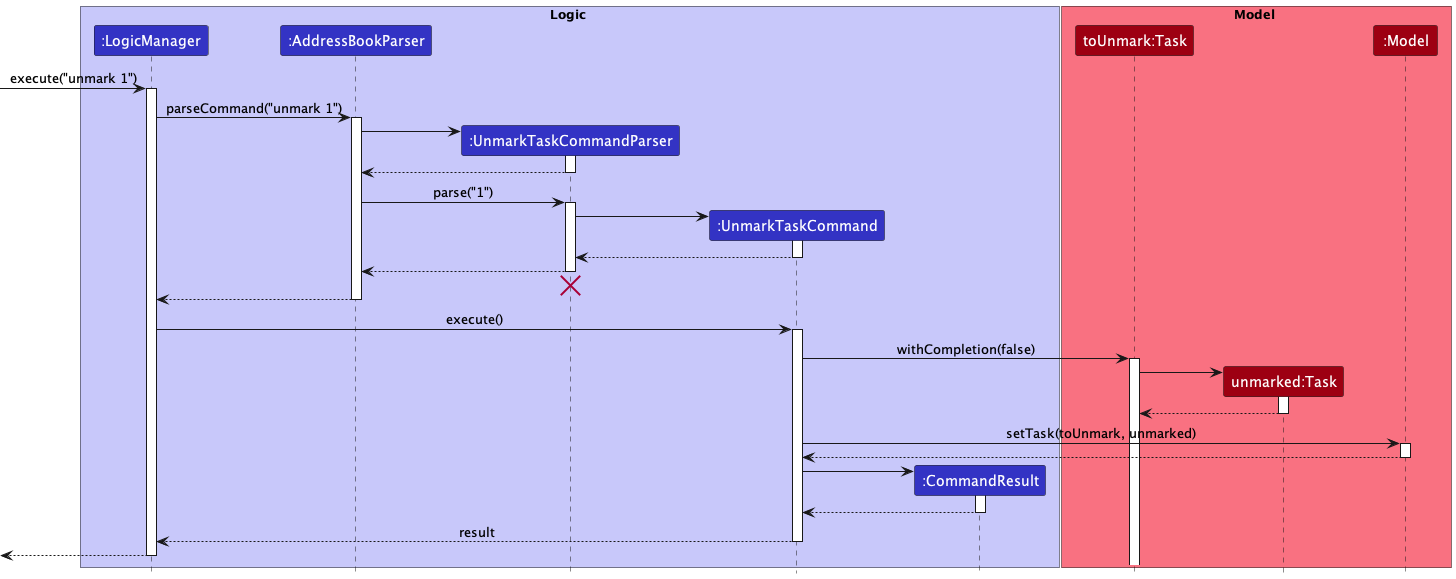 Logic
Model
:LogicManager
:AddressBookParser
toUnmark:Task
:Model
execute("unmark 1")
parseCommand("unmark 1")
:UnmarkTaskCommandParser
parse("1")
:UnmarkTaskCommand
execute()
withCompletion(false)
unmarked:Task
setTask(toUnmark, unmarked)
:CommandResult
result